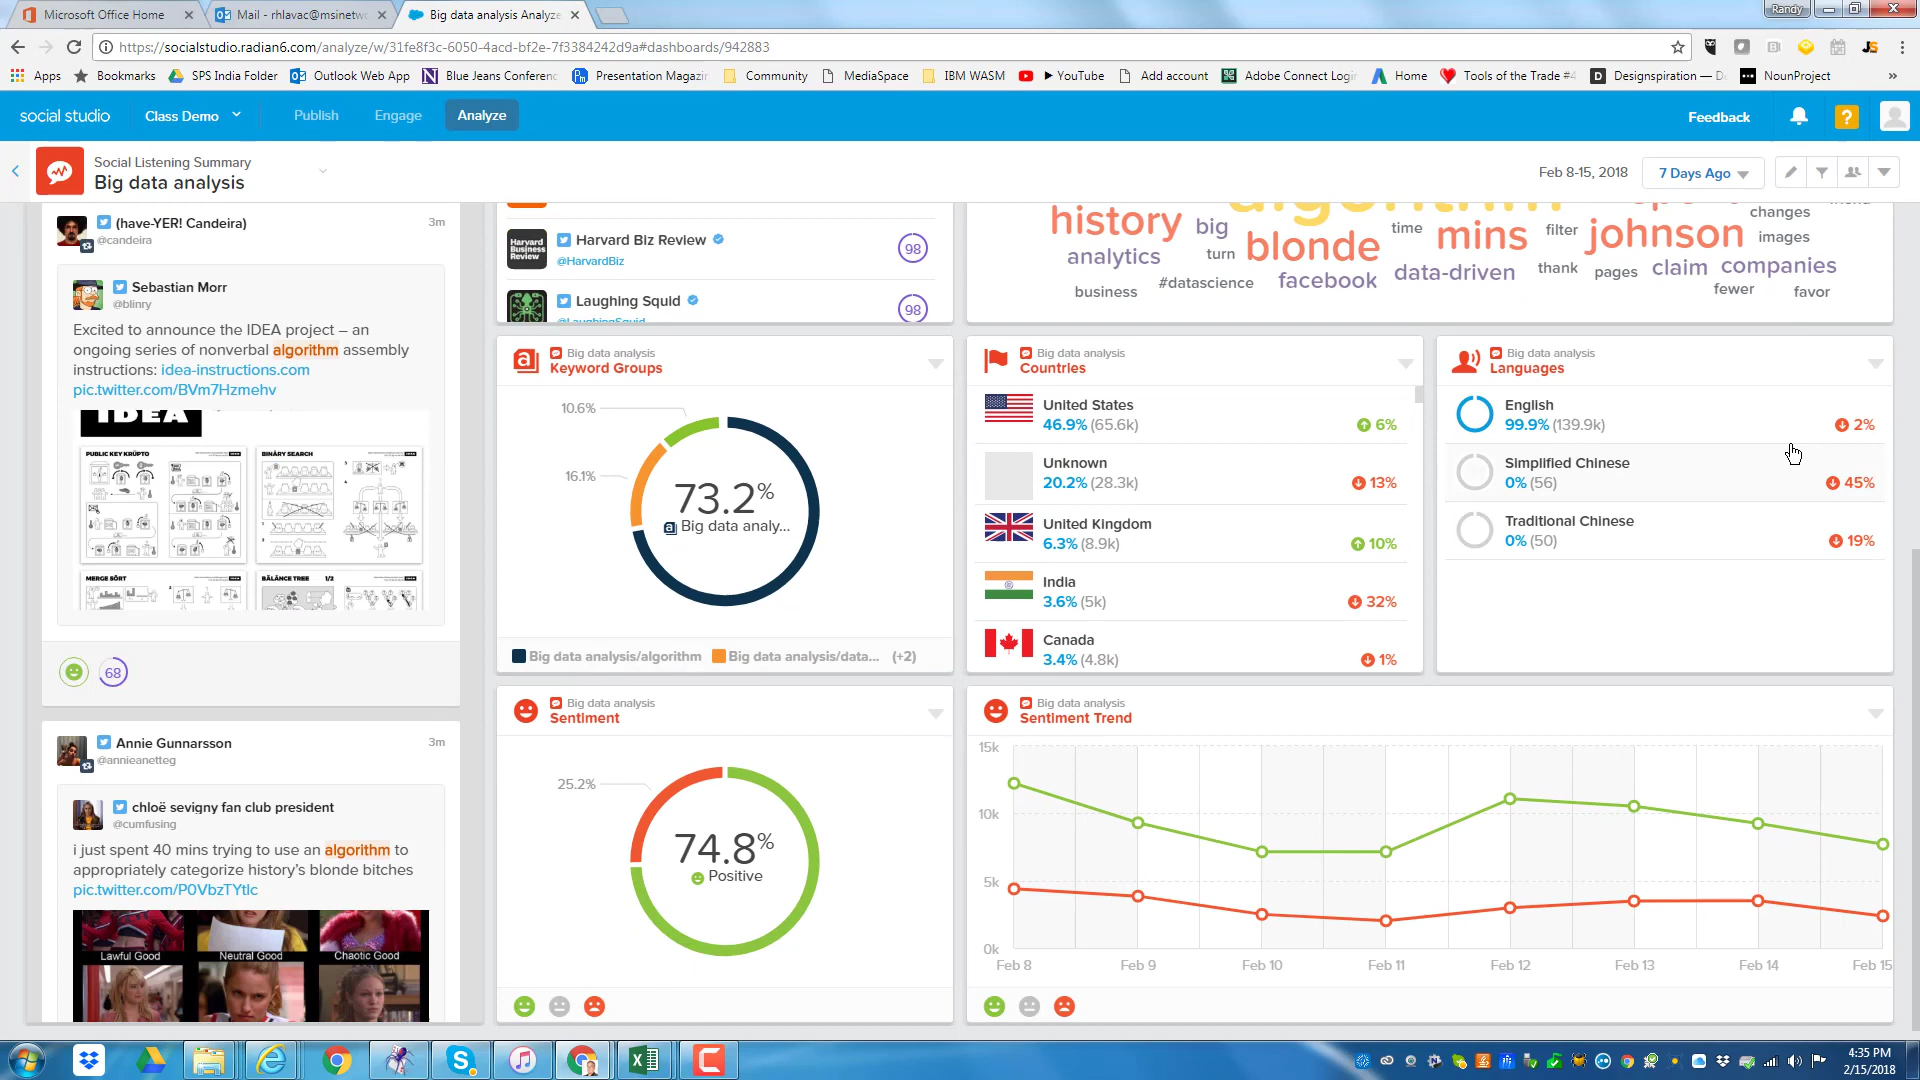 Microsoft Office Home
Mail - rhlavac@msinetwo
Big data analysis Analyze
Randy
https://socialstudio.radian6.com/analyze/w/31fe8f3c-6050-4acd-bf2e-7f3384242d9a#dashboards/942883
Apps
Bookmarks
SPS India Folder
Outlook Web App
Blue Jeans Conferenc
Presentation Magazin
Community
MediaSpace
IBM WASM
YouTube
Add account
Adobe Connect Login
Home
Tools of the Trade #4
Designspiration — D
NounProject
»
social studio
Class Demo
Publish
Engage
Analyze
Feedback
?
Social Listening Summary
Big data analysis
Feb 8-15, 2018
7 Days Ago
(have-YER! Candeira)
@candeira
3m
Sebastian Morr
@blinry
Excited to announce the IDEA project – an
ongoing series of nonverbal algorithm assembly
instructions: idea-instructions.com
pic.twitter.com/BVm7Hzmehv
IDEA
PUBLIC KEY KRÜPTO
BINÄRY SEARCH
MERGE SÖRT
BÅLÄNCE TREE 1/2
68
Annie Gunnarsson
@annieanetteg
3m
chloë sevigny fan club president
@cumfusing
i just spent 40 mins trying to use an algorithm to
appropriately categorize history's blonde bitches
pic.twitter.com/P0VbzTYtlc
Lawful Good
Neutral Good
Chaotic Good
Harvard Business Review
Harvard Biz Review
@HarvardBiz
98
Laughing Squid
@LaughingSquid
98
algorithm
history
big
analytics
turn
blonde
time
mins
filter
johnson
changes
images
business
#datascience
facebook
data-driven
thank
pages
claim
companies
fewer
favor
Big data analysis
Keyword Groups
10.6%
16.1%
73.2%
Big data analy...
Big data analysis/algorithm
Big data analysis/data...
(+2)
Big data analysis
Countries
United States
46.9% (65.6k)
6%
Unknown
20.2% (28.3k)
13%
United Kingdom
6.3% (8.9k)
10%
India
3.6% (5k)
32%
Canada
3.4% (4.8k)
1%
Big data analysis
Languages
English
99.9% (139.9k)
2%
Simplified Chinese
0% (56)
45%
Traditional Chinese
0% (50)
19%
Big data analysis
Sentiment
25.2%
74.8%
Positive
Big data analysis
Sentiment Trend
15k
10k
5k
0k
Feb 8
Feb 9
Feb 10
Feb 11
Feb 12
Feb 13
Feb 14
Feb 15
4:35 PM
2/15/2018